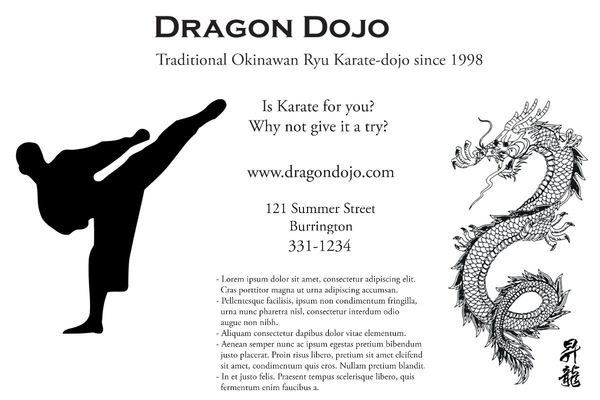 DRAGON DOJO
Traditional Okinawan Ryu Karate-dojo since 1998
Is Karate for you?
Why not give it a try?
www.dragondojo.com
121 Summer Street
Burrington
331-1234
- Lorem ipsum dolor sit amet, consectetur adipiscing elit.
Cras porttitor magna ut urna adipiscing accumsan.
- Pellentesque facilisis, ipsum non condimentum fringilla,
urna nunc pharetra nisl, consectetur interdum odio
augue non nibh.
- Aliquam consectetur dapibus dolor vitae elementum.
- Aenean semper nunc ac ipsum egestas pretium bibendum
justo placerat. Proin risus libero, pretium sit amet eleifend
sit amet, condimentum quis eros. Nullam pretium blandit.
- In et justo felis. Praesent tempus scelerisque libero, quis
fermentum enim faucibus a.
昇
龍